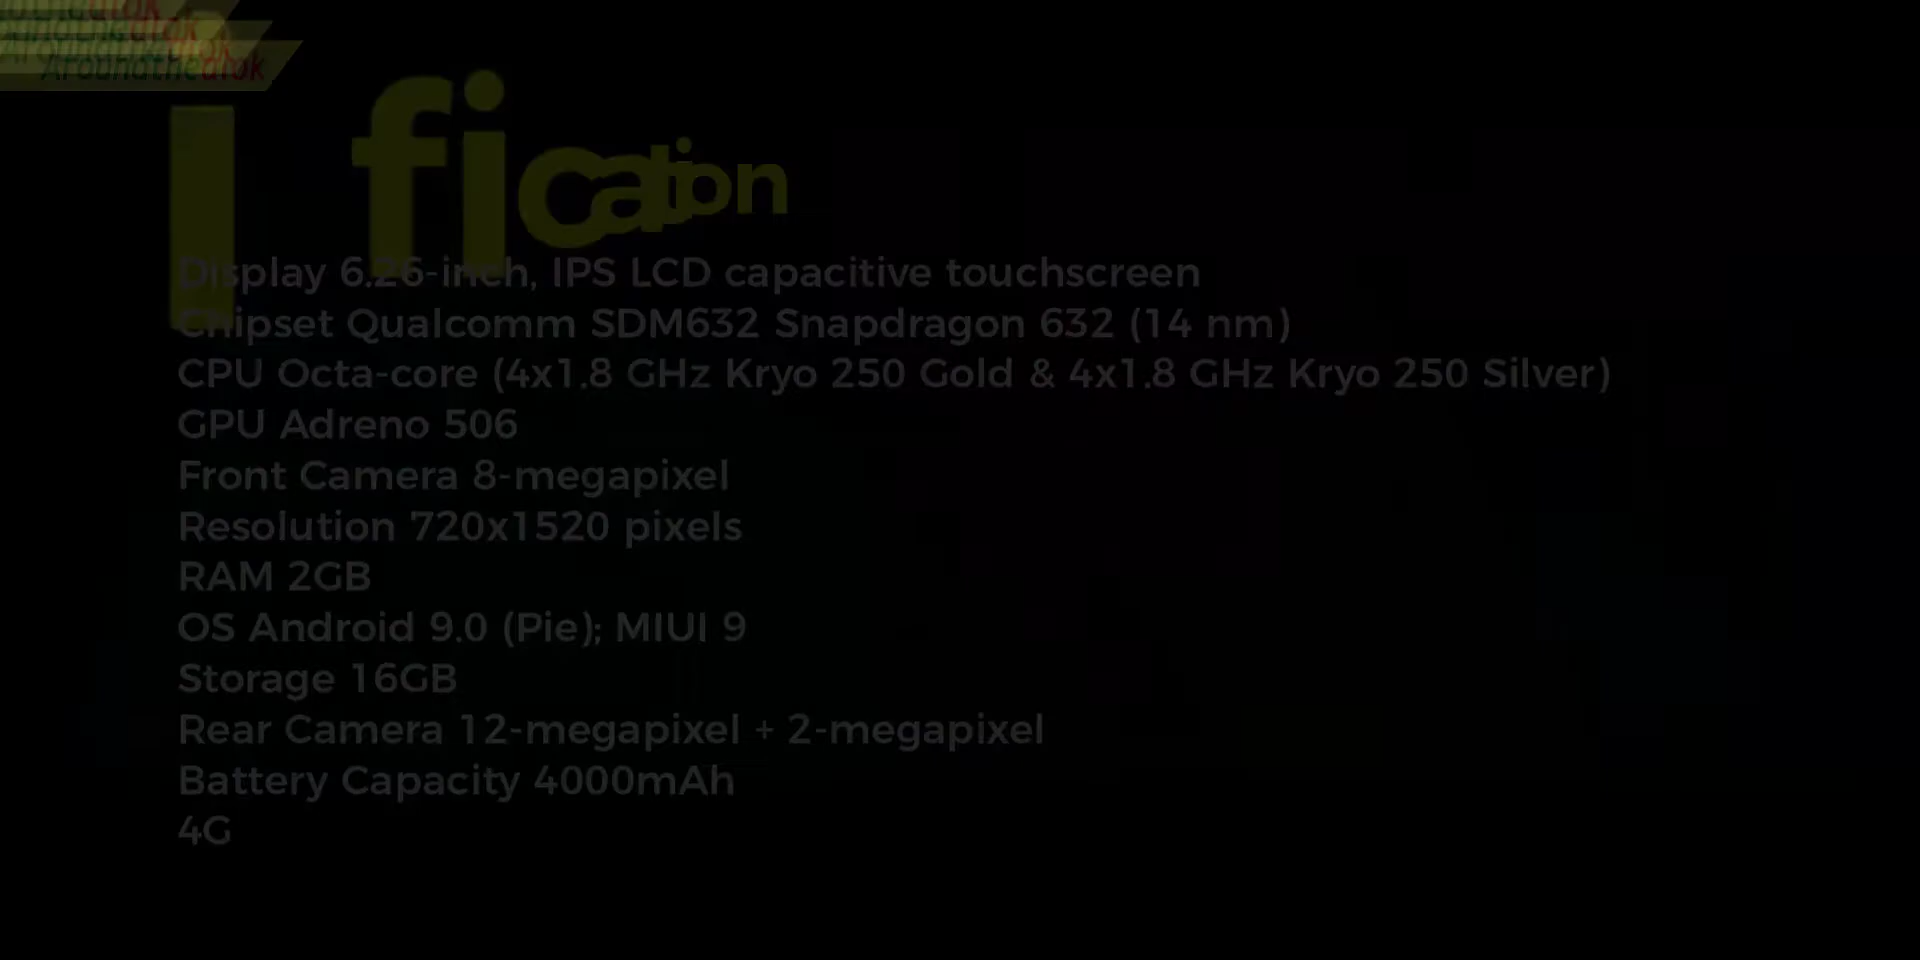 Aroundtheatok
fication
Display 6.26-inch, IPS LCD capacitive touchscreen
Chipset Qualcomm SDM632 Snapdragon 632 (14 nm)
CPU Octa-core (4x1.8 GHz Kryo 250 Gold & 4x1.8 GHz Kryo 250 Silver)
GPU Adreno 506
Front Camera 8-megapixel
Resolution 720x1520 pixels
RAM 2GB
OS Android 9.0 (Pie); MIUI 9
Storage 16GB
Rear Camera 12-megapixel + 2-megapixel
Battery Capacity 4000mAh
4G